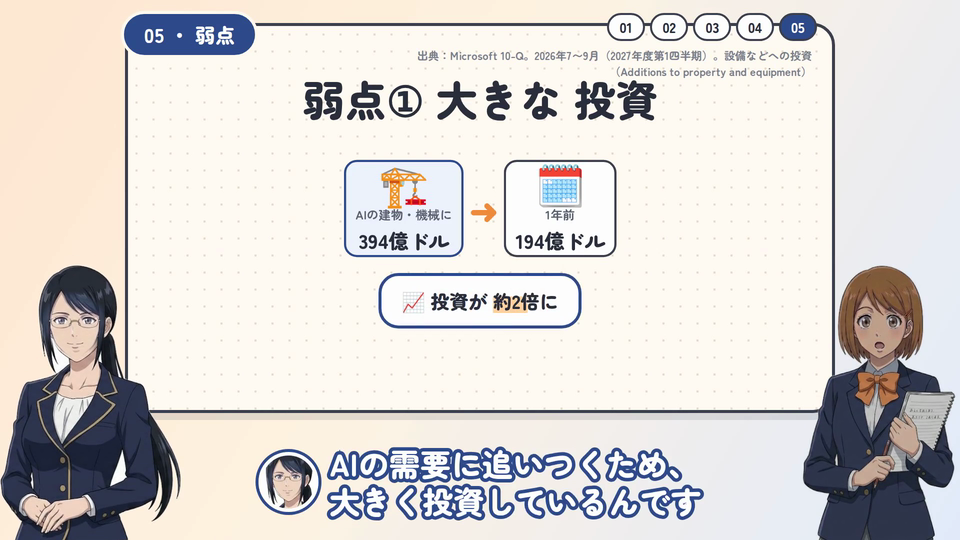 05 ・ 弱点
01 02 03 04 05
出典：Microsoft 10-Q。2026年7〜9月（2027年度第1四半期）。設備などへの投資
（Additions to property and equipment）
弱点① 大きな 投資
AIの建物・機械に
394億ドル
1年前
194億ドル
投資が 約2倍に
AIの需要に追いつくため、
大きく投資しているんです